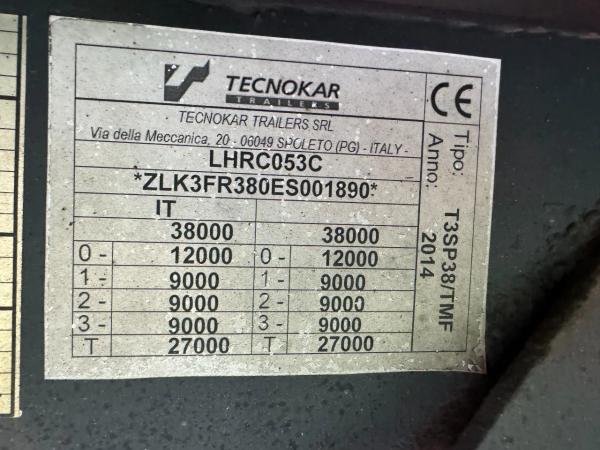 TECNOKAR
TRAILERS
TECNOKAR TRAILERS SRL
Via della Meccanica, 20 - 06049 SPOLETO (PG) - ITALY -
LHRC053C
*ZLK3FR380ES001890*
IT
38000 38000
0 - 12000 0 - 12000
1 - 9000 1 - 9000
2 - 9000 2 - 9000
3 - 9000 3 - 9000
T 27000 T 27000
CE
Tipo: T3SP38/TMF
Anno: 2014